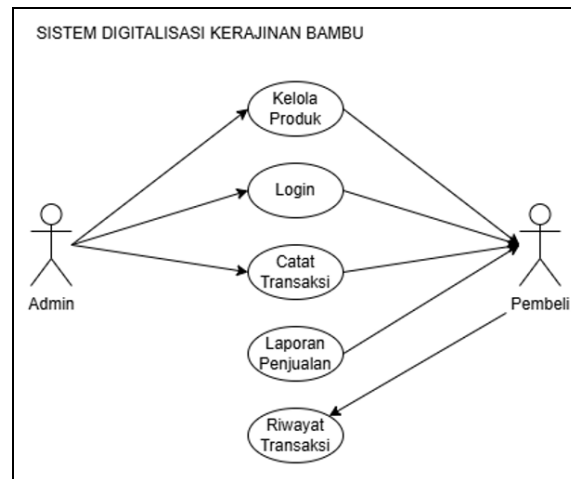 SISTEM DIGITALISASI KERAJINAN BAMBU
Kelola
Produk
Login
Catat
Transaksi
Admin
Pembeli
Laporan
Penjualan
Riwayat
Transaksi